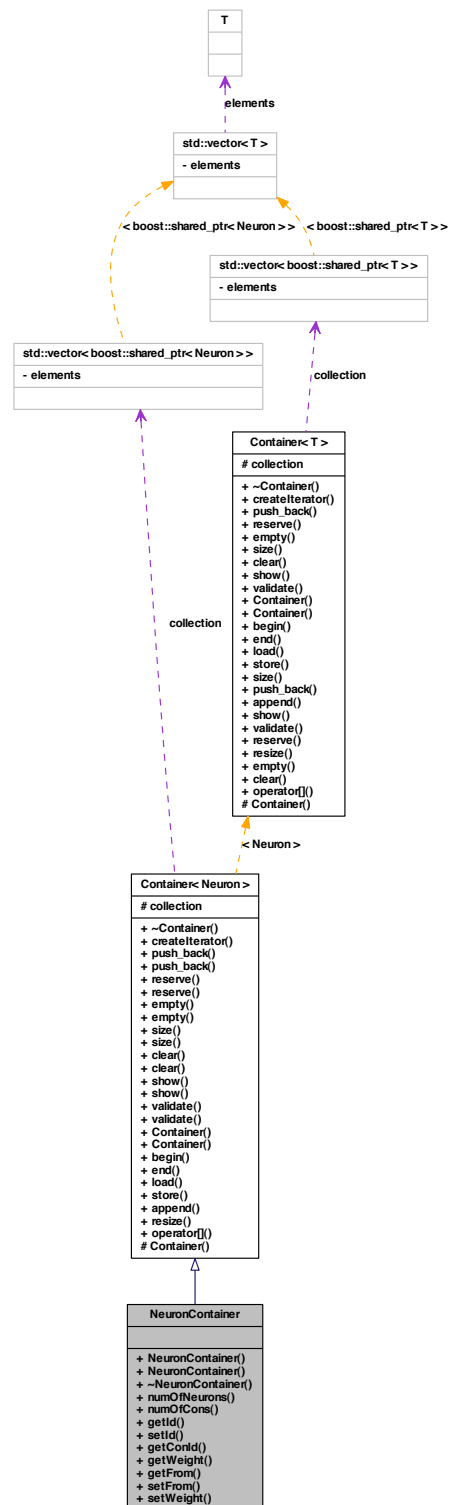 T
elements
std::vector< T >
- elements
< boost::shared_ptr< Neuron > >
< boost::shared_ptr< T > >
std::vector< boost::shared_ptr< T > >
- elements
std::vector< boost::shared_ptr< Neuron > >
- elements
collection
Container< T >
# collection
+ ~Container()
+ createIterator()
+ push_back()
+ reserve()
+ empty()
+ size()
+ clear()
+ show()
+ validate()
+ Container()
+ Container()
+ begin()
+ end()
+ load()
+ store()
+ size()
+ push_back()
+ append()
+ show()
+ validate()
+ reserve()
+ resize()
+ empty()
+ clear()
+ operator[]()
# Container()
collection
< Neuron >
Container< Neuron >
# collection
+ ~Container()
+ createIterator()
+ push_back()
+ push_back()
+ reserve()
+ reserve()
+ empty()
+ empty()
+ size()
+ size()
+ clear()
+ clear()
+ show()
+ show()
+ validate()
+ validate()
+ Container()
+ Container()
+ begin()
+ end()
+ load()
+ store()
+ append()
+ resize()
+ operator[]()
# Container()
NeuronContainer
+ NeuronContainer()
+ NeuronContainer()
+ ~NeuronContainer()
+ numOfNeurons()
+ numOfCons()
+ getId()
+ setId()
+ getConId()
+ getWeight()
+ getFrom()
+ setFrom()
+ setWeight()